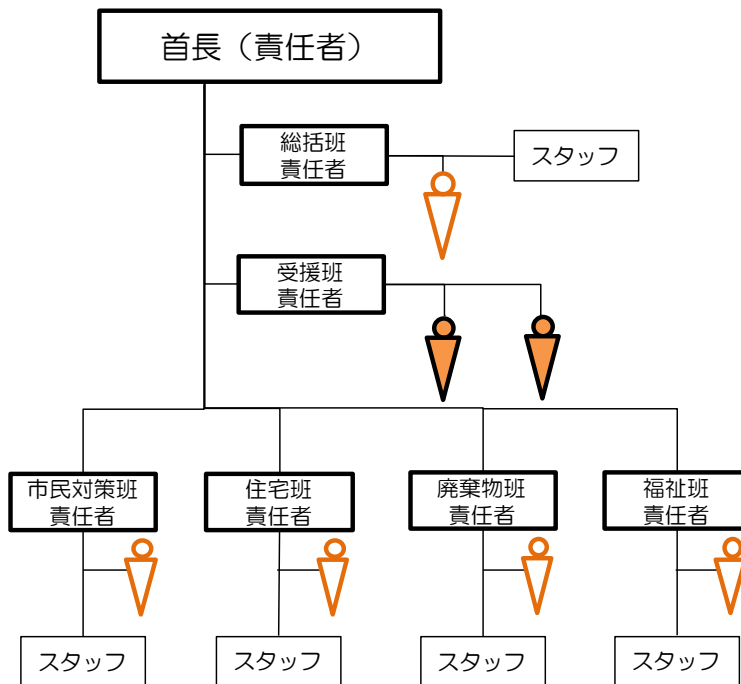 首長（責任者）
総括班
責任者
スタッフ
受援班
責任者
市民対策班
責任者
住宅班
責任者
廃棄物班
責任者
福祉班
責任者
スタッフ
スタッフ
スタッフ
スタッフ